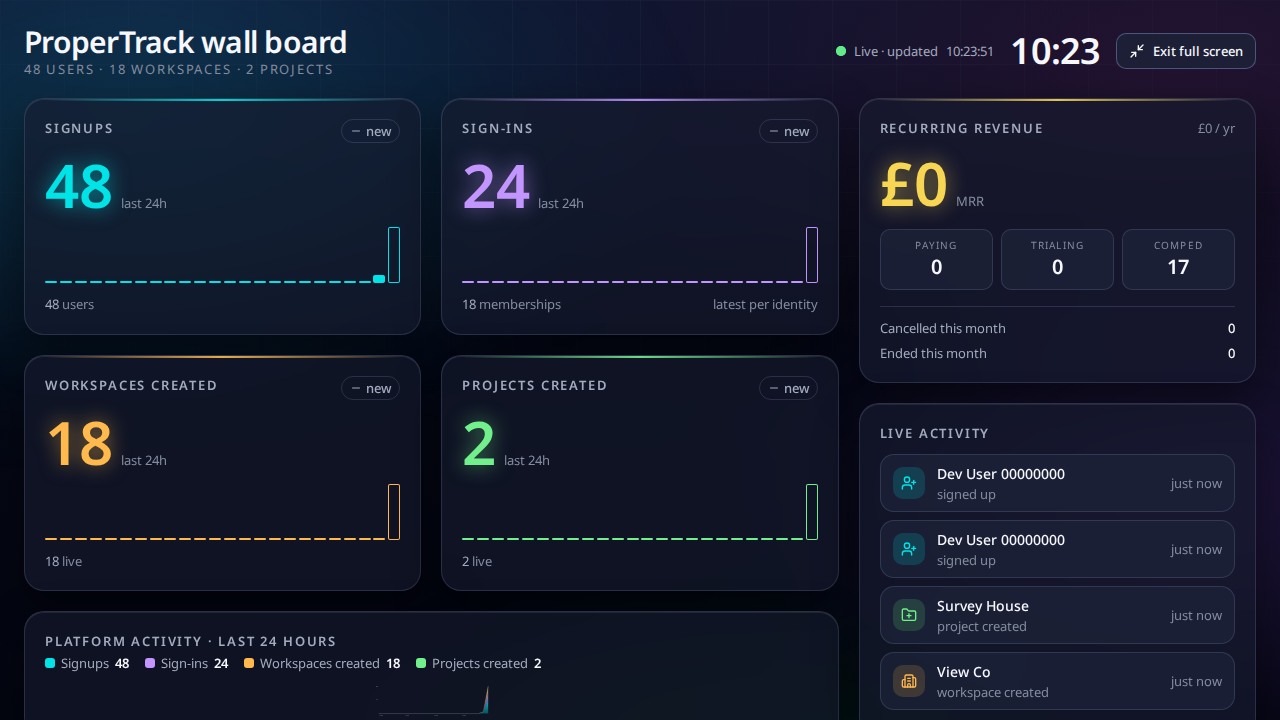 ProperTrack wall board
48 USERS · 18 WORKSPACES · 2 PROJECTS
Live · updated 10:23:51
10:23
Exit full screen
SIGNUPS
— new
48 last 24h
48 users
SIGN-INS
— new
24 last 24h
18 memberships
latest per identity
RECURRING REVENUE
£0 / yr
£0 MRR
PAYING
0
TRIALING
0
COMPED
17
Cancelled this month 0
Ended this month 0
WORKSPACES CREATED
— new
18 last 24h
18 live
PROJECTS CREATED
— new
2 last 24h
2 live
LIVE ACTIVITY
Dev User 00000000
signed up
just now
Dev User 00000000
signed up
just now
Survey House
project created
just now
View Co
workspace created
just now
PLATFORM ACTIVITY · LAST 24 HOURS
Signups 48 Sign-ins 24 Workspaces created 18 Projects created 2